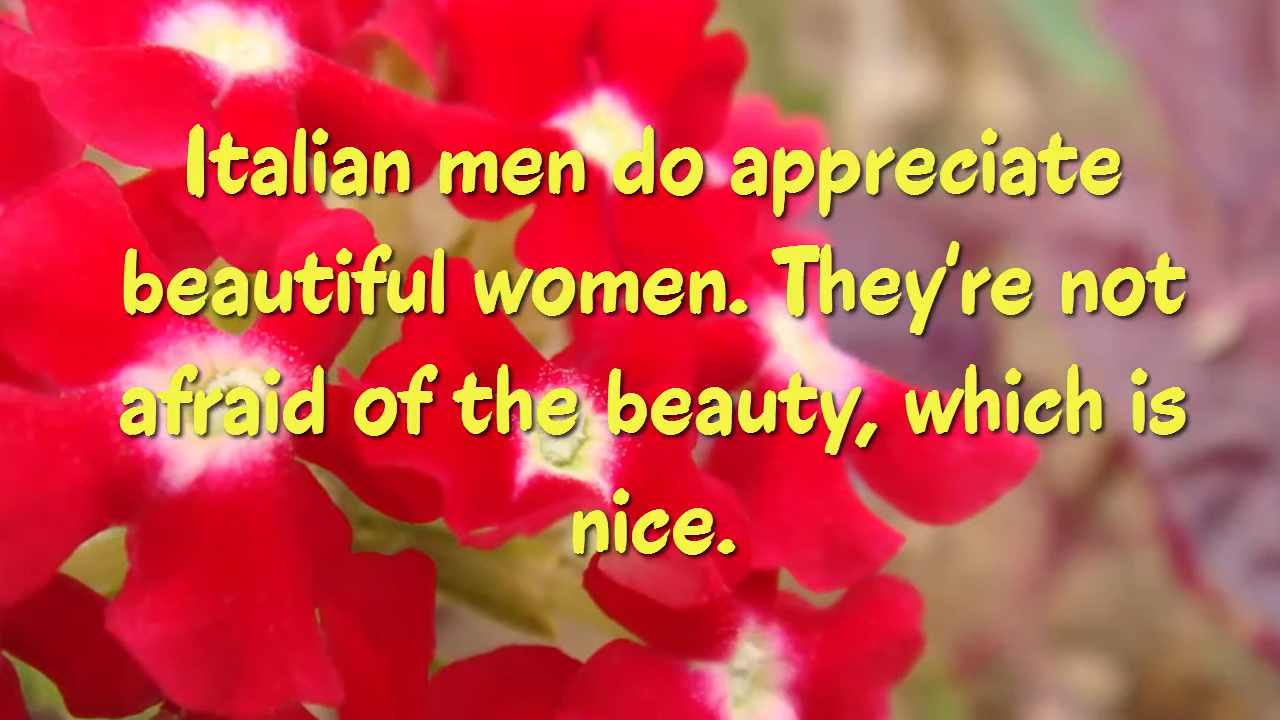 Italian men do appreciate
beautiful women. They're not
afraid of the beauty, which is
nice.